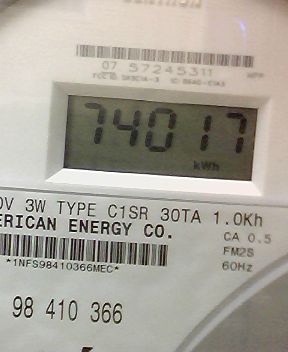 07 57245311
74017
kWh
0V 3W TYPE C1SR 30TA 1.0Kh
ERICAN ENERGY CO.
CA 0.5
FM2S
60Hz
*1NFS98410366MEC*
98 410 366